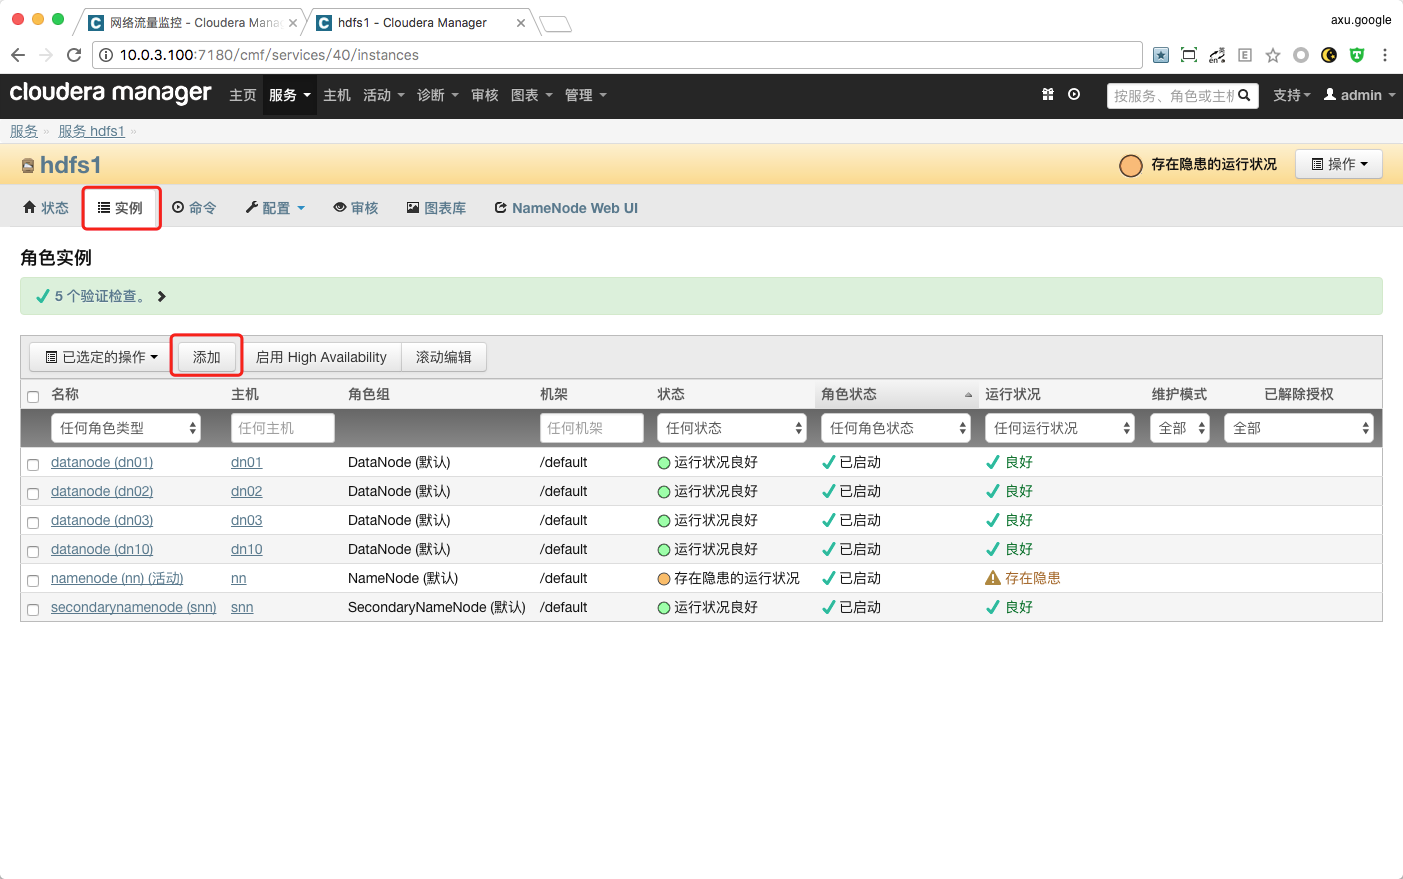 网络流量监控 - Cloudera Mana
hdfs1 - Cloudera Manager
axu.google
10.0.3.100:7180/cmf/services/40/instances
cloudera manager 主页 服务 主机 活动 诊断 审核 图表 管理 按服务、角色或主机 支持 admin
服务 » 服务 hdfs1 »
hdfs1 存在隐患的运行状况 操作
状态 实例 命令 配置 审核 图表库 NameNode Web UI
角色实例
5 个验证检查。
已选定的操作 添加 启用 High Availability 滚动编辑
名称 主机 角色组 机架 状态 角色状态 运行状况 维护模式 已解除授权
任何角色类型 任何主机 任何机架 任何状态 任何角色状态 任何运行状况 全部 全部
datanode (dn01) dn01 DataNode (默认) /default 运行状况良好 已启动 良好
datanode (dn02) dn02 DataNode (默认) /default 运行状况良好 已启动 良好
datanode (dn03) dn03 DataNode (默认) /default 运行状况良好 已启动 良好
datanode (dn10) dn10 DataNode (默认) /default 运行状况良好 已启动 良好
namenode (nn) (活动) nn NameNode (默认) /default 存在隐患的运行状况 已启动 存在隐患
secondarynamenode (snn) snn SecondaryNameNode (默认) /default 运行状况良好 已启动 良好